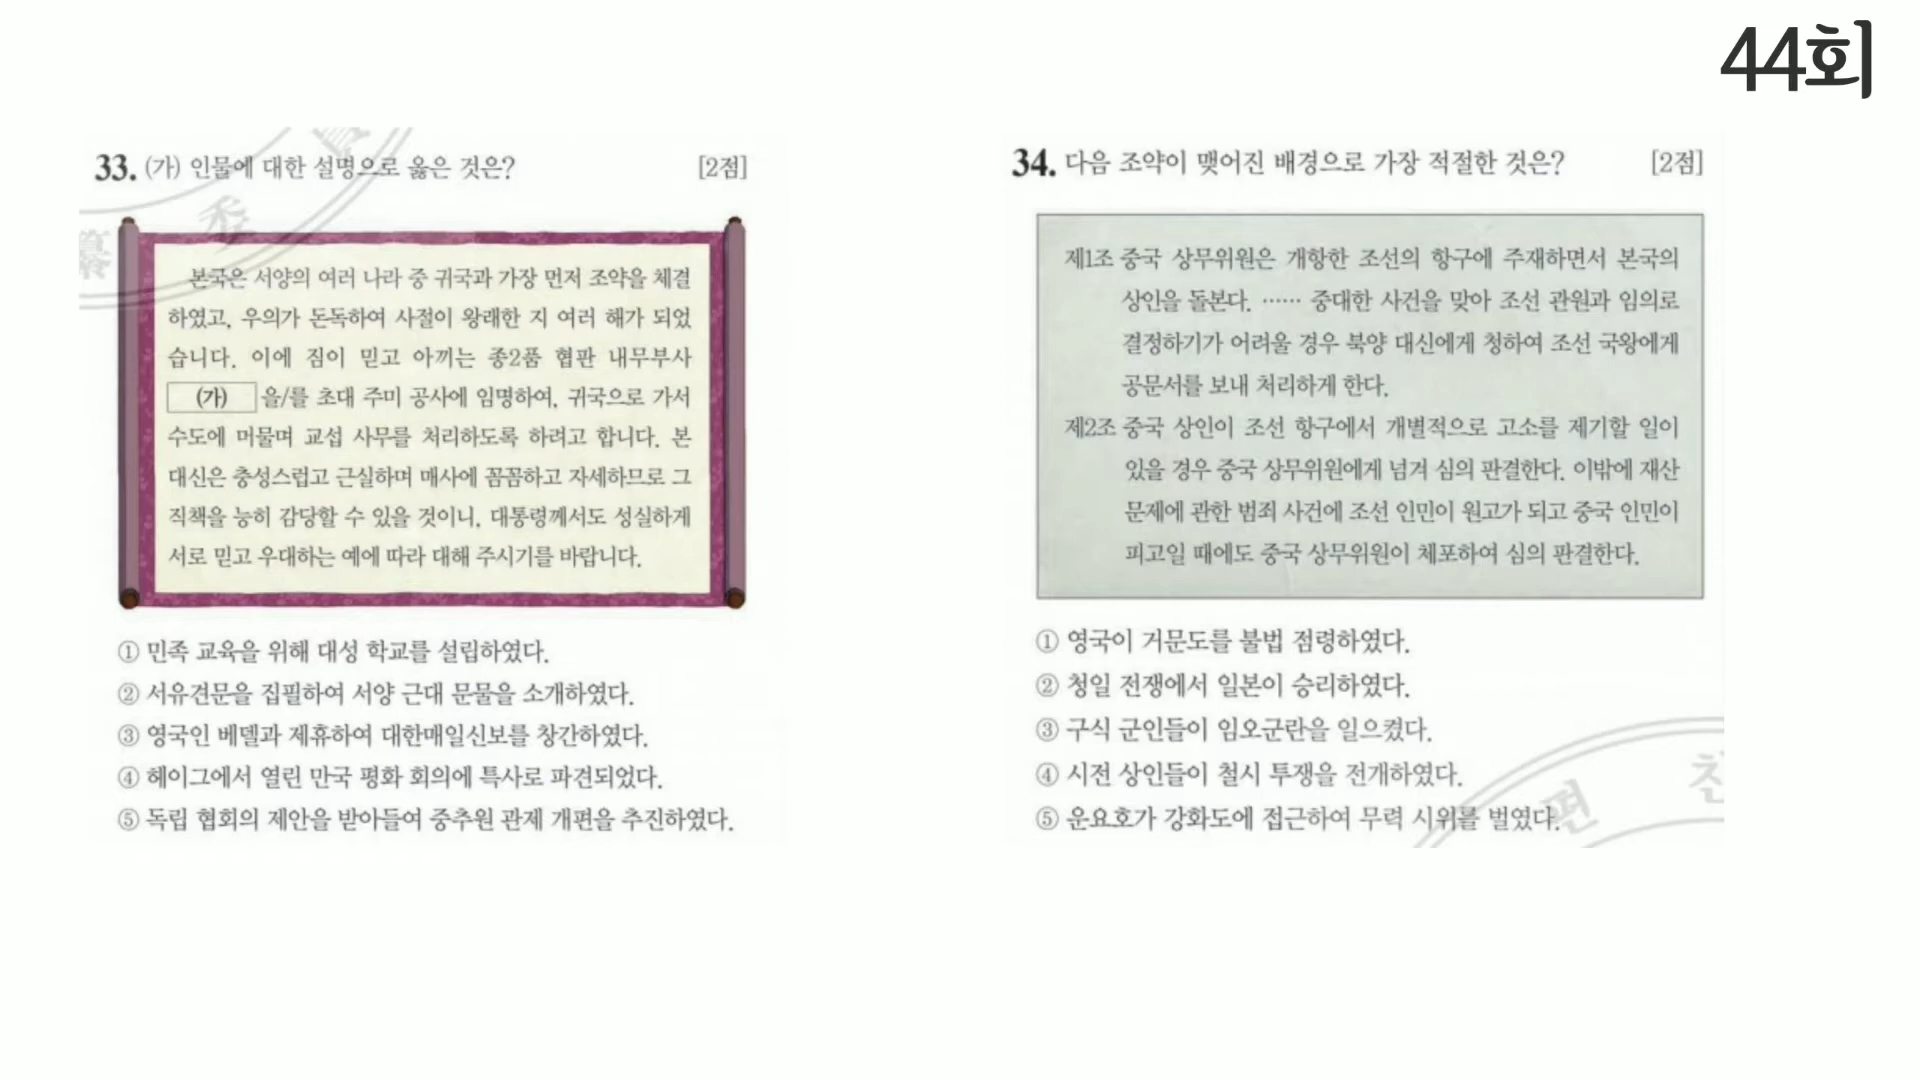 44회
33. (가) 인물에 대한 설명으로 옳은 것은? [2점]
본국은 서양의 여러 나라 중 귀국과 가장 먼저 조약을 체결
하였고, 우의가 돈독하여 사절이 왕래한 지 여러 해가 되었
습니다. 이에 짐이 믿고 아끼는 종2품 협판 내무부사
(가) 을/를 초대 주미 공사에 임명하여, 귀국으로 가서
수도에 머물며 교섭 사무를 처리하도록 하려고 합니다. 본
대신은 충성스럽고 근실하며 매사에 꼼꼼하고 자세하므로 그
직책을 능히 감당할 수 있을 것이니, 대통령께서도 성실하게
서로 믿고 우대하는 예에 따라 대해 주시기를 바랍니다.
① 민족 교육을 위해 대성 학교를 설립하였다.
② 서유견문을 집필하여 서양 근대 문물을 소개하였다.
③ 영국인 베델과 제휴하여 대한매일신보를 창간하였다.
④ 헤이그에서 열린 만국 평화 회의에 특사로 파견되었다.
⑤ 독립 협회의 제안을 받아들여 중추원 관제 개편을 추진하였다.
34. 다음 조약이 맺어진 배경으로 가장 적절한 것은? [2점]
제1조 중국 상무위원은 개항한 조선의 항구에 주재하면서 본국의
상인을 돌본다. …… 중대한 사건을 맞아 조선 관원과 임의로
결정하기가 어려울 경우 북양 대신에게 청하여 조선 국왕에게
공문서를 보내 처리하게 한다.
제2조 중국 상인이 조선 항구에서 개별적으로 고소를 제기할 일이
있을 경우 중국 상무위원에게 넘겨 심의 판결한다. 이밖에 재산
문제에 관한 범죄 사건에 조선 인민이 원고가 되고 중국 인민이
피고일 때에도 중국 상무위원이 체포하여 심의 판결한다.
① 영국이 거문도를 불법 점령하였다.
② 청일 전쟁에서 일본이 승리하였다.
③ 구식 군인들이 임오군란을 일으켰다.
④ 시전 상인들이 철시 투쟁을 전개하였다.
⑤ 운요호가 강화도에 접근하여 무력 시위를 벌였다.
편 찬